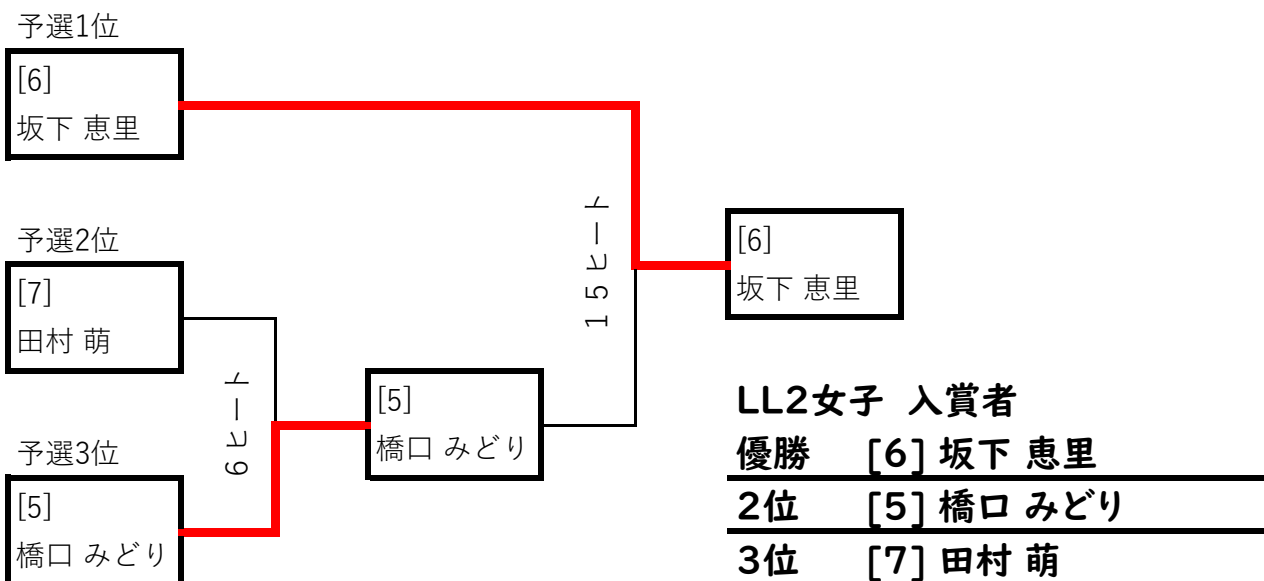 予選1位
[6]
坂下 恵里
予選2位
[7]
田村 萌
予選3位
[5]
橋口 みどり
9ヒート
[5]
橋口 みどり
15ヒート
[6]
坂下 恵里
LL2女子 入賞者
優勝 [6] 坂下 恵里
2位 [5] 橋口 みどり
3位 [7] 田村 萌